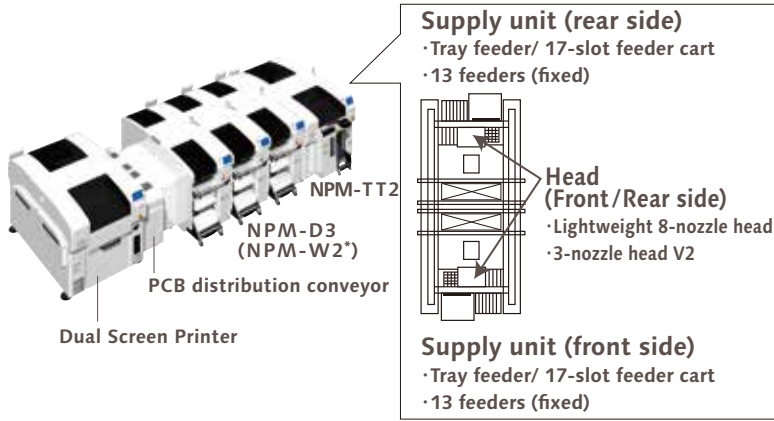 Supply unit (rear side)
·Tray feeder/ 17-slot feeder cart
·13 feeders (fixed)
Head
(Front/Rear side)
·Lightweight 8-nozzle head
·3-nozzle head V2
NPM-TT2
NPM-D3
(NPM-W2*)
PCB distribution conveyor
Dual Screen Printer
Supply unit (front side)
·Tray feeder/ 17-slot feeder cart
·13 feeders (fixed)